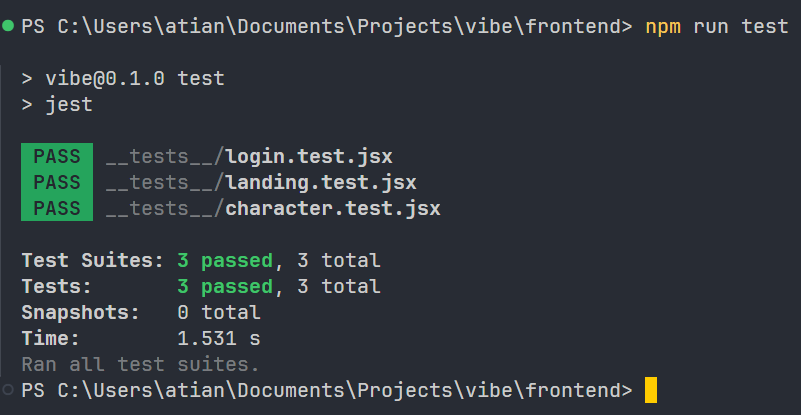 PS C:\Users\atian\Documents\Projects\vibe\frontend> npm run test
> vibe@0.1.0 test
> jest
PASS __tests__/login.test.jsx
PASS __tests__/landing.test.jsx
PASS __tests__/character.test.jsx
Test Suites: 3 passed, 3 total
Tests: 3 passed, 3 total
Snapshots: 0 total
Time: 1.531 s
Ran all test suites.
PS C:\Users\atian\Documents\Projects\vibe\frontend>